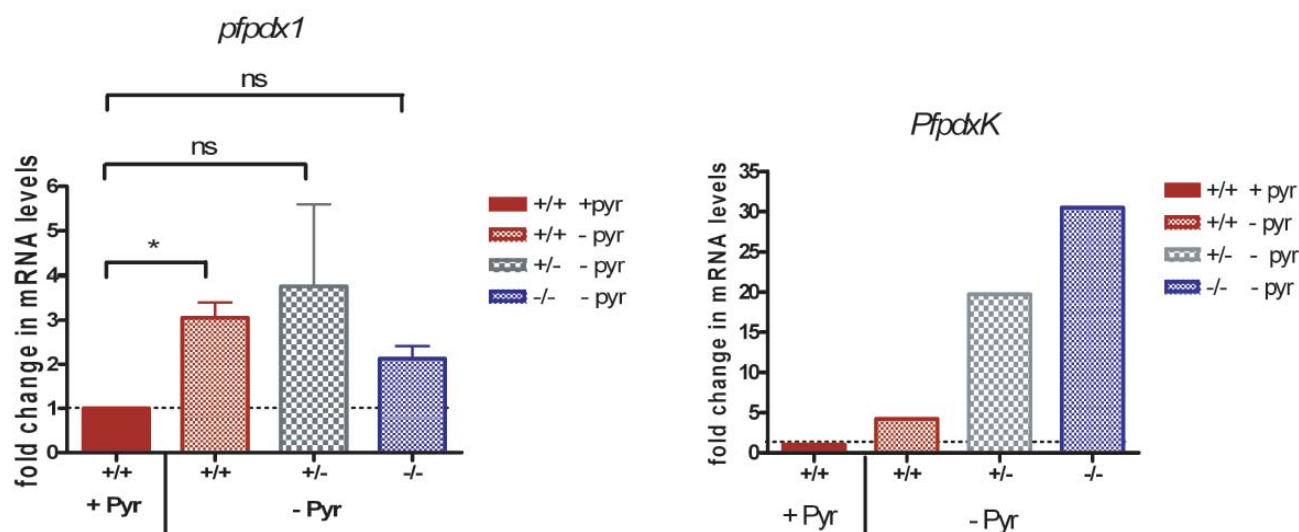 pfpdx1
ns
ns
*
fold change in mRNA levels
6
5
4
3
2
1
0
+/+ +/+ +/- -/-
+ Pyr - Pyr
+/+ +pyr
+/+ - pyr
+/- - pyr
-/- - pyr
PfpdxK
fold change in mRNA levels
35
30
25
20
15
10
5
0
+/+ +/+ +/- -/-
+ Pyr - Pyr
+/+ + pyr
+/+ - pyr
+/- - pyr
-/- - pyr